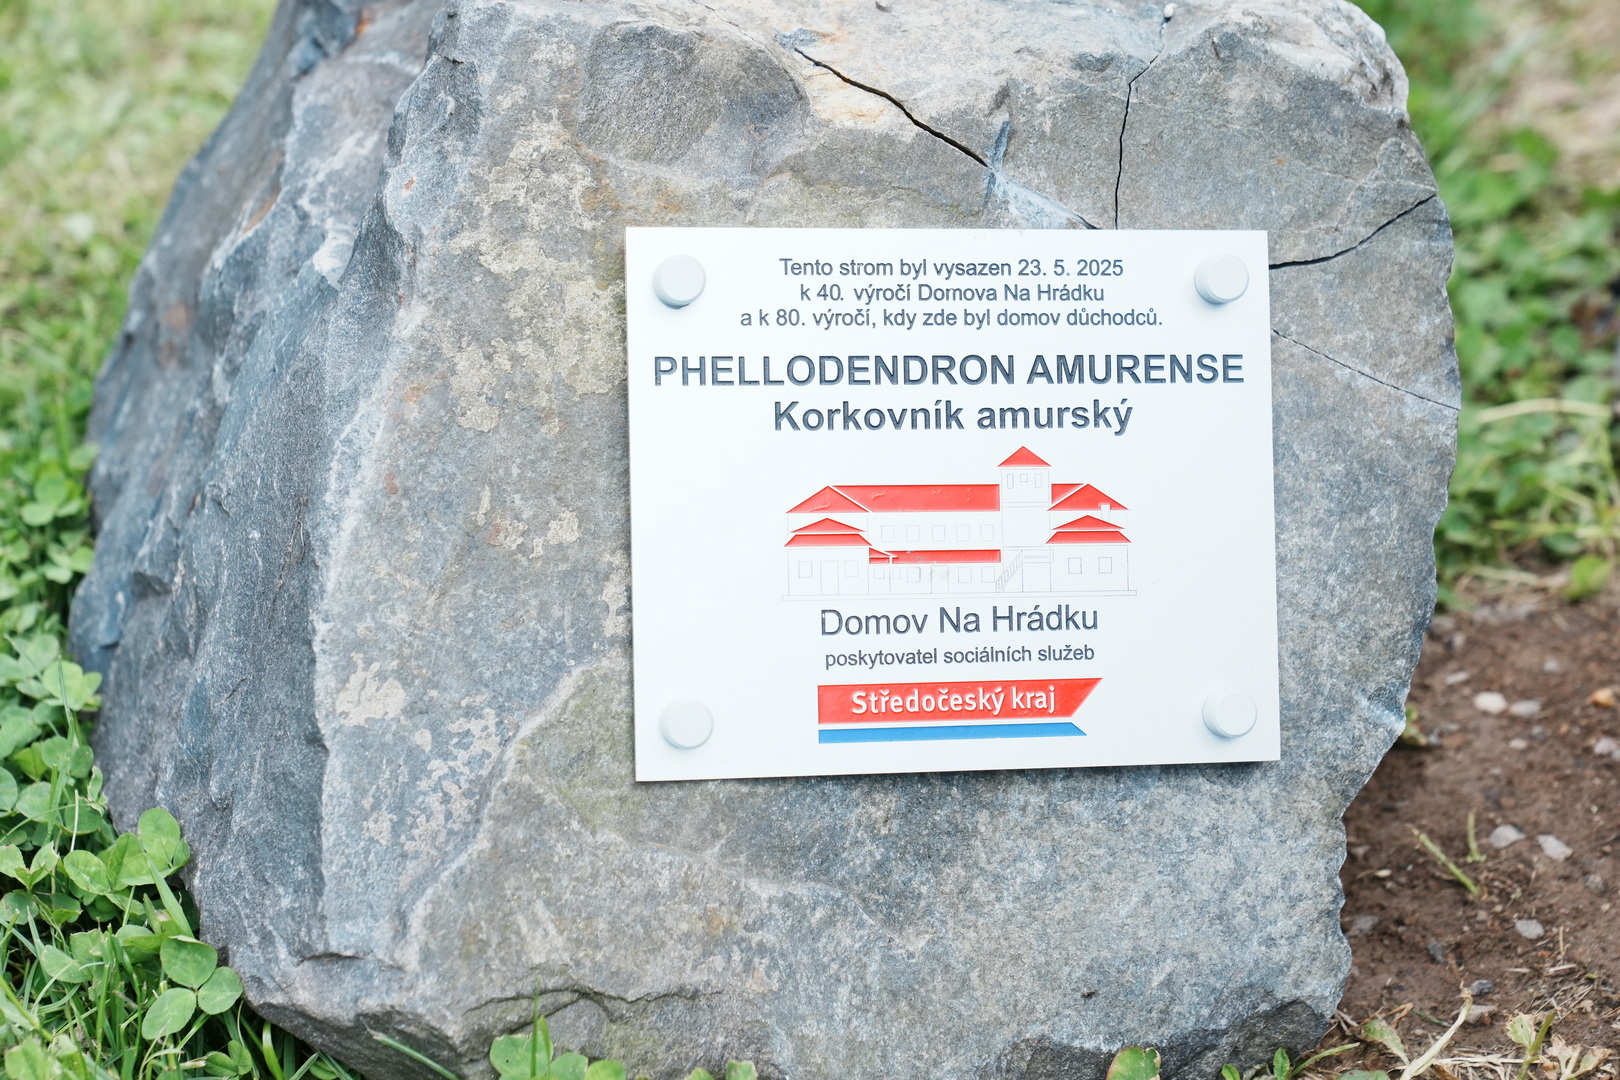 Tento strom byl vysazen 23. 5. 2025
k 40. výročí Domova Na Hrádku
a k 80. výročí, kdy zde byl domov důchodců.
PHELLODENDRON AMURENSE
Korkovník amurský
Domov Na Hrádku
poskytovatel sociálních služeb
Středočeský kraj